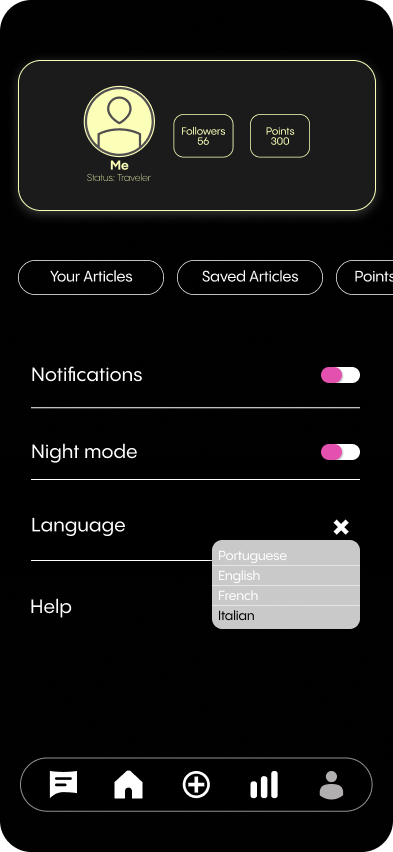 Followers
56
Points
300
Me
Status: Traveler
Your Articles
Saved Articles
Points
Notifications
Night mode
Language
Portuguese
English
French
Italian
Help